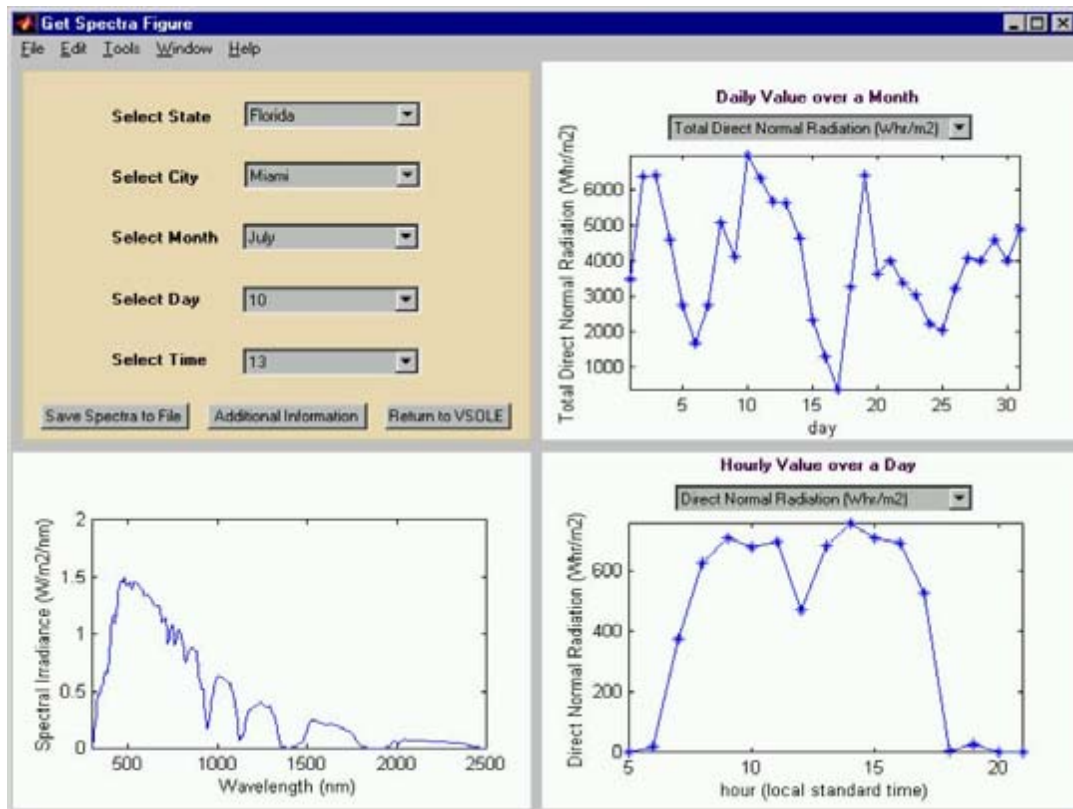 Get Spectra Figure
File Edit Tools Window Help
Select State Florida
Select City Miami
Select Month July
Select Day 10
Select Time 13
Save Spectra to File Additional Information Return to VSOLE
Daily Value over a Month
Total Direct Normal Radiation (Whr/m2)
Total Direct Normal Radiation (Whr/m2)
6000
5000
4000
3000
2000
1000
5 10 15 20 25 30
day
Spectral Irradiance (W/m2/nm)
2
1.5
1
0.5
0
500 1000 1500 2000 2500
Wavelength (nm)
Hourly Value over a Day
Direct Normal Radiation (Whr/m2)
Direct Normal Radiation (Whr/m2)
600
400
200
0
5 10 15 20
hour (local standard time)